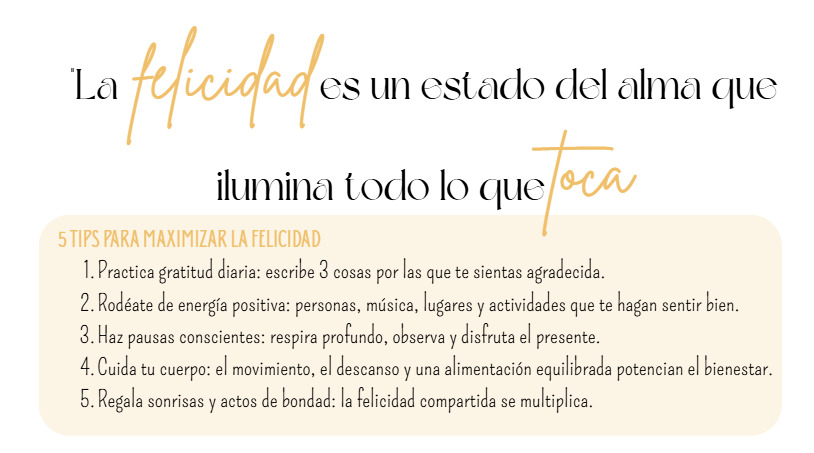 "La felicidad es un estado del alma que
ilumina todo lo que toca
5 TIPS PARA MAXIMIZAR LA FELICIDAD
1. Practica gratitud diaria: escribe 3 cosas por las que te sientas agradecida.
2. Rodéate de energía positiva: personas, música, lugares y actividades que te hagan sentir bien.
3. Haz pausas conscientes: respira profundo, observa y disfruta el presente.
4. Cuida tu cuerpo: el movimiento, el descanso y una alimentación equilibrada potencian el bienestar.
5. Regala sonrisas y actos de bondad: la felicidad compartida se multiplica.